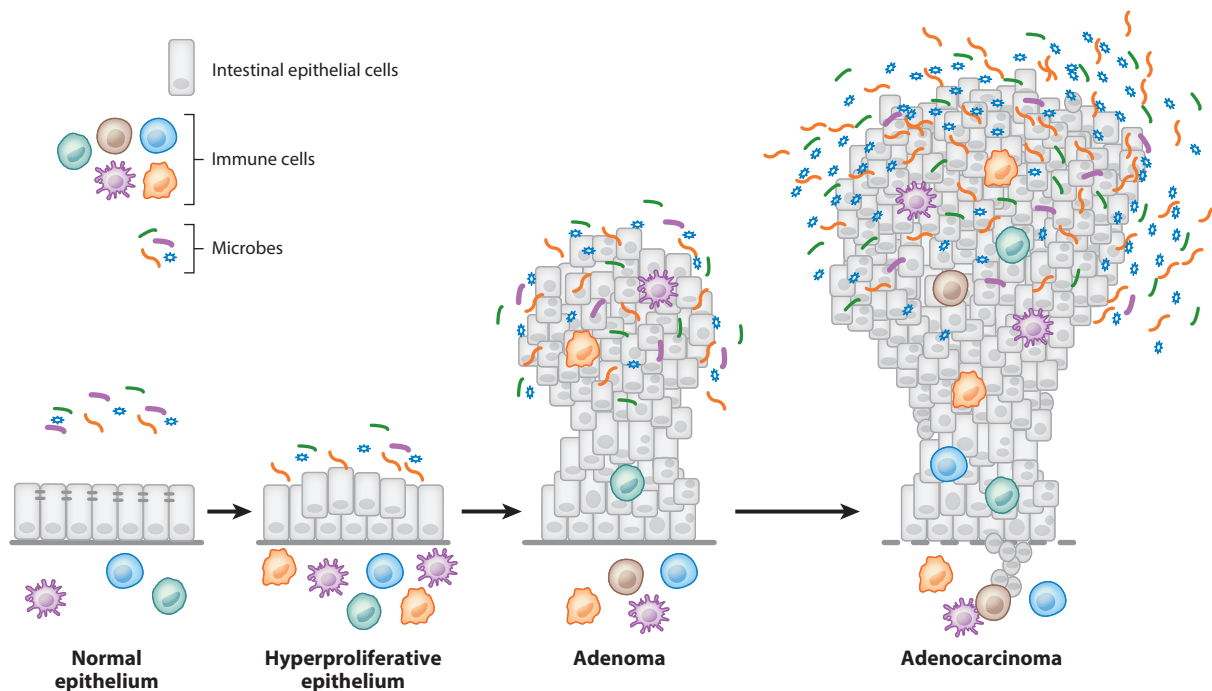 Intestinal epithelial cells
Immune cells
Microbes
Normal
epithelium
Hyperproliferative
epithelium
Adenoma
Adenocarcinoma